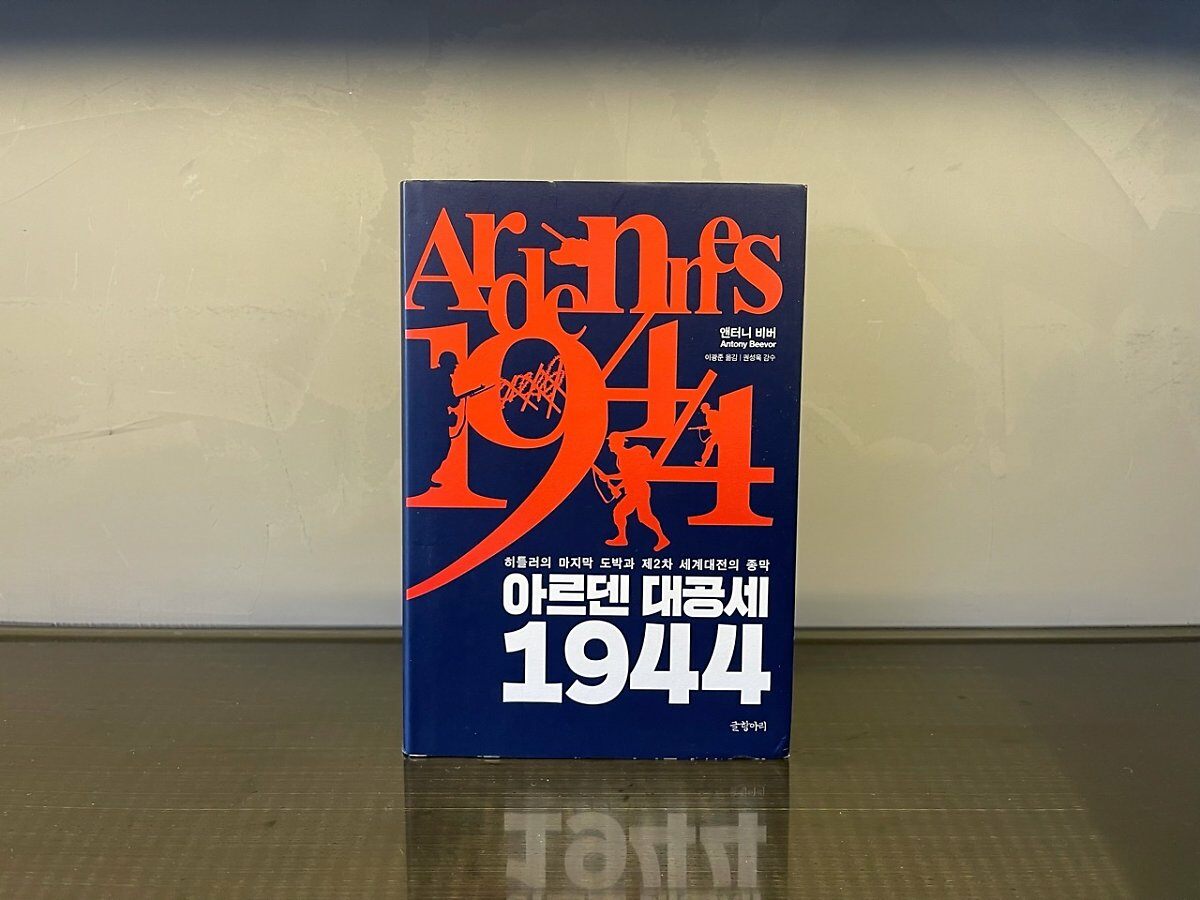 Ardennes
1944
앤터니 비버
Antony Beevor
이광준 옮김 | 권성욱 감수
히틀러의 마지막 도박과 제2차 세계대전의 종막
아르덴 대공세
1944
글항아리